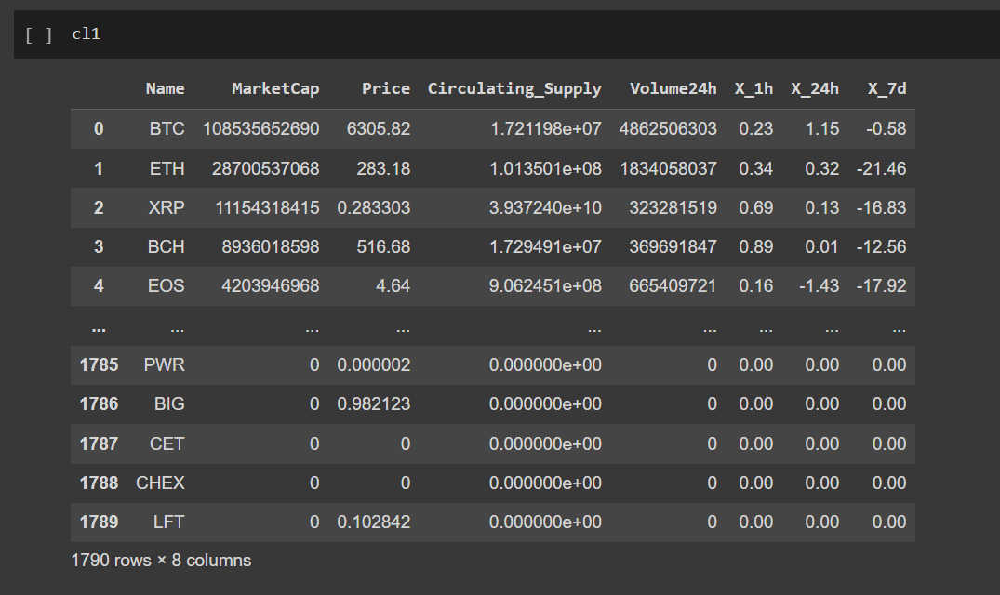 [ ] cl1
Name MarketCap Price Circulating_Supply Volume24h X_1h X_24h X_7d
0 BTC 108535652690 6305.82 1.721198e+07 4862506303 0.23 1.15 -0.58
1 ETH 28700537068 283.18 1.013501e+08 1834058037 0.34 0.32 -21.46
2 XRP 11154318415 0.283303 3.937240e+10 323281519 0.69 0.13 -16.83
3 BCH 8936018598 516.68 1.729491e+07 369691847 0.89 0.01 -12.56
4 EOS 4203946968 4.64 9.062451e+08 665409721 0.16 -1.43 -17.92
... ... ... ... ... ... ... ... ...
1785 PWR 0 0.000002 0.000000e+00 0 0.00 0.00 0.00
1786 BIG 0 0.982123 0.000000e+00 0 0.00 0.00 0.00
1787 CET 0 0 0.000000e+00 0 0.00 0.00 0.00
1788 CHEX 0 0 0.000000e+00 0 0.00 0.00 0.00
1789 LFT 0 0.102842 0.000000e+00 0 0.00 0.00 0.00
1790 rows × 8 columns